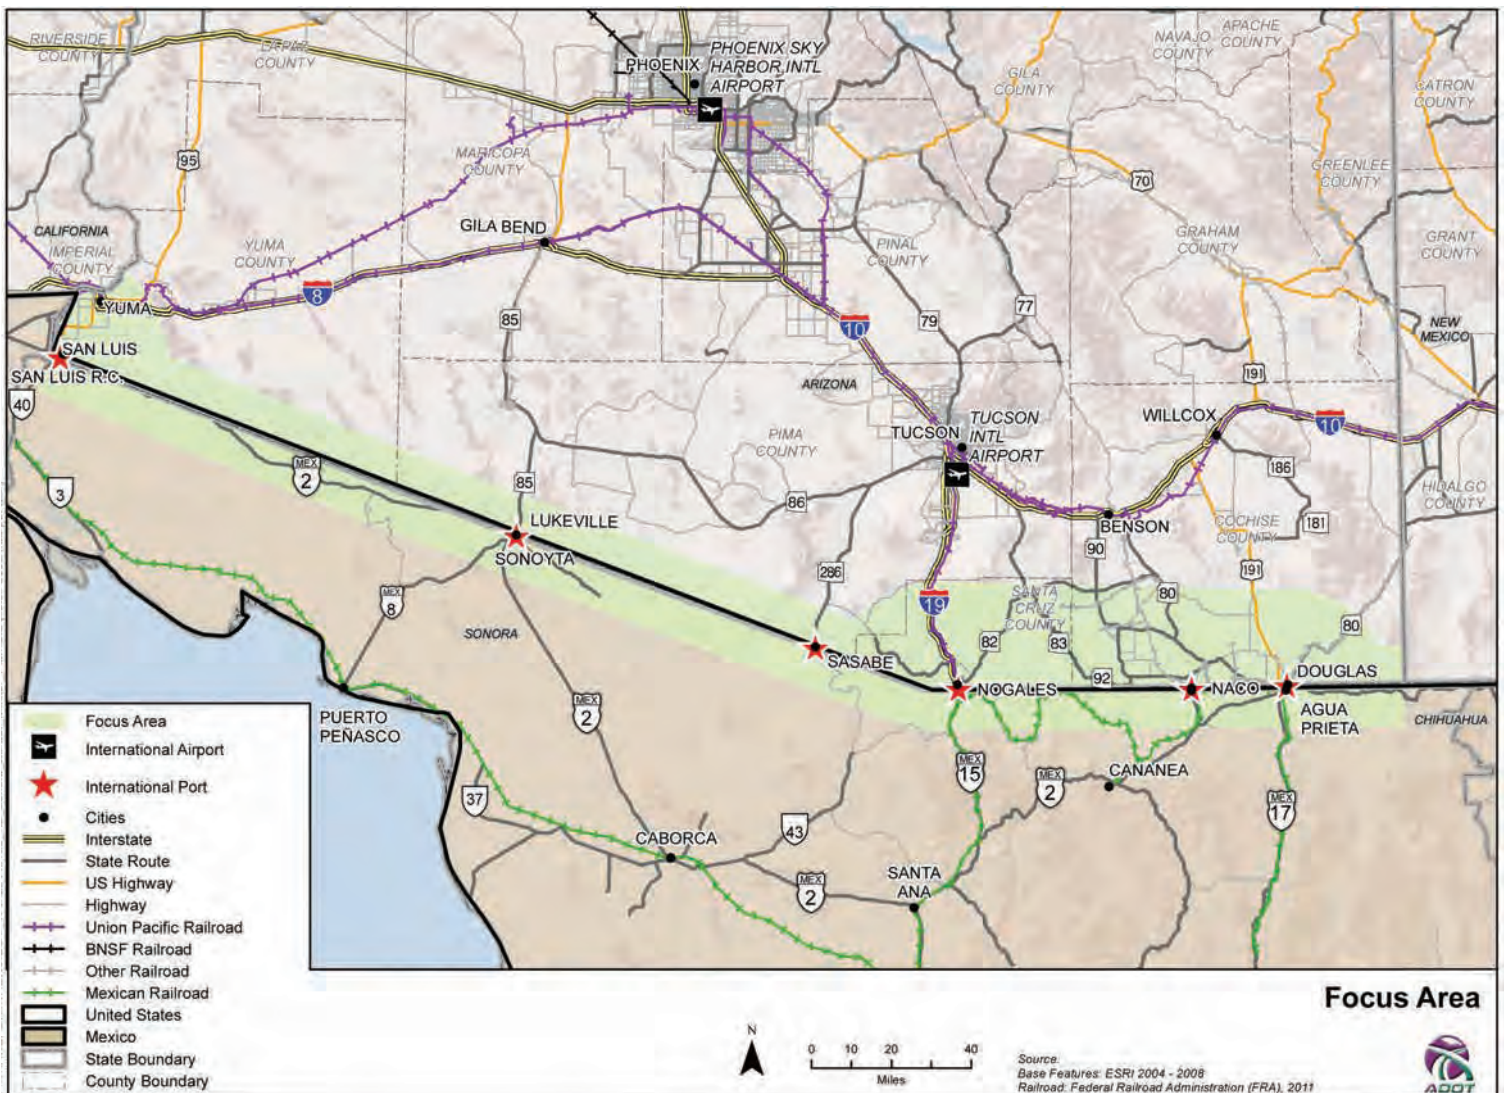 RIVERSIDE
COUNTY
LA PAZ
COUNTY
PHOENIX
PHOENIX SKY
HARBOR INTL
AIRPORT
NAVAJO
COUNTY
APACHE
COUNTY
GILA
COUNTY
CATRON
COUNTY
95
MARICOPA
COUNTY
70
GREENLEE
COUNTY
CALIFORNIA
IMPERIAL
COUNTY
YUMA
COUNTY
GILA BEND
PINAL
COUNTY
GRAHAM
COUNTY
GRANT
COUNTY
8
YUMA
85
10
79
77
NEW
MEXICO
SAN LUIS
SAN LUIS R.C.
40
ARIZONA
191
TUCSON
TUCSON
INTL
AIRPORT
WILLCOX
10
PIMA
COUNTY
MEX
2
3
85
86
186
181
HIDALGO
COUNTY
LUKEVILLE
SONOYTA
BENSON
COCHISE
COUNTY
90
191
286
MEX
8
19
SANTA
CRUZ
COUNTY
80
80
SONORA
82
83
SASABE
92
NOGALES
NACO
DOUGLAS
AGUA
PRIETA
CHIHUAHUA
PUERTO
PEÑASCO
MEX
2
MEX
15
CANANEA
MEX
2
MEX
17
37
43
CABORCA
SANTA
ANA
MEX
2
Focus Area
International Airport
International Port
Cities
Interstate
State Route
US Highway
Highway
Union Pacific Railroad
BNSF Railroad
Other Railroad
Mexican Railroad
United States
Mexico
State Boundary
County Boundary
Focus Area
N
0 10 20 40
Miles
Source:
Base Features: ESRI 2004 - 2008
Railroad: Federal Railroad Administration (FRA), 2011
ADOT